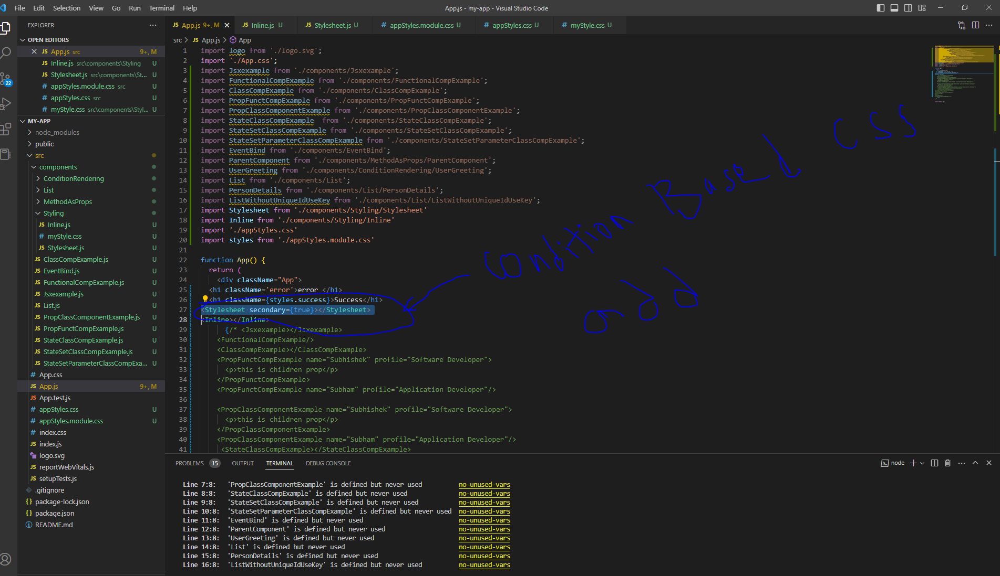 File Edit Selection View Go Run Terminal Help
App.js - my-app - Visual Studio Code
EXPLORER
OPEN EDITORS
App.js src 9+, M
Inline.js src\components\Styling U
Stylesheet.js src\components\St... U
appStyles.module.css src U
appStyles.css src U
myStyle.css src\components\Styl... U
22
MY-APP
node_modules
public
src
components
ConditionRendering
List
MethodAsProps
Styling
Inline.js U
myStyle.css U
Stylesheet.js U
ClassCompExample.js U
EventBind.js U
FunctionalCompExample.js U
Jsxexample.js U
List.js U
PropClassComponentExample.js U
PropFunctCompExample.js U
StateClassCompExample.js U
StateSetClassCompExample.js U
StateSetParameterClassCompExa... U
App.css
App.js 9+, M
App.test.js
appStyles.css U
appStyles.module.css U
index.css
index.js
logo.svg
reportWebVitals.js
setupTests.js
.gitignore
package-lock.json
package.json
README.md
App.js 9+, M Inline.js U Stylesheet.js U appStyles.module.css U appStyles.css U myStyle.css U
src > App.js > App
1 import logo from './logo.svg';
2 import './App.css';
3 import Jsxexample from './components/Jsxexample';
4 import FunctionalCompExample from './components/FunctionalCompExample';
5 import ClassCompExample from './components/ClassCompExample';
6 import PropFunctCompExample from './components/PropFunctCompExample';
7 import PropClassComponentExample from './components/PropClassComponentExample';
8 import StateClassCompExample  from './components/StateClassCompExample';
9 import StateSetClassCompExample from './components/StateSetClassCompExample';
10 import StateSetParameterClassCompExample from './components/StateSetParameterClassCompExample';
11 import EventBind from './components/EventBind';
12 import ParentComponent from './components/MethodAsProps/ParentComponent';
13 import UserGreeting from './components/ConditionRendering/UserGreeting';
14 import List from './components/List';
15 import PersonDetails from './components/List/PersonDetails';
16 import ListWithoutUniqueIdUseKey from './components/List/ListWithoutUniqueIdUseKey';
17 import Stylesheet from './components/Styling/Stylesheet'
18 import Inline from './components/Styling/Inline'
19 import './appStyles.css'
20 import styles from './appStyles.module.css'
21
22 function App() {
23 return (
24 <div className="App">
25 <h1 className='error'>error </h1>
26 <h1 className={styles.success}>Success</h1>
27 <Stylesheet secondary={true}></Stylesheet>
28 <Inline></Inline>
29 {/* <Jsxexample></Jsxexample>
30 <FunctionalCompExample/>
31 <ClassCompExample></ClassCompExample>
32 <PropFunctCompExample name="Subhishek" profile="Software Developer">
33 <p>this is children prop</p>
34 </PropFunctCompExample>
35 <PropFunctCompExample name="Subham" profile="Application Developer"/>
36
37 <PropClassComponentExample name="Subhishek" profile="Software Developer">
38 <p>this is children prop</p>
39 </PropClassComponentExample>
40 <PropClassComponentExample name="Subham" profile="Application Developer"/>
41 <StateClassCompExample></StateClassCompExample>
Condition Based CSS
add
PROBLEMS 15 OUTPUT TERMINAL DEBUG CONSOLE
node
Line 7:8: 'PropClassComponentExample' is defined but never used no-unused-vars
Line 8:8: 'StateClassCompExample' is defined but never used no-unused-vars
Line 9:8: 'StateSetClassCompExample' is defined but never used no-unused-vars
Line 10:8: 'StateSetParameterClassCompExample' is defined but never used no-unused-vars
Line 11:8: 'EventBind' is defined but never used no-unused-vars
Line 12:8: 'ParentComponent' is defined but never used no-unused-vars
Line 13:8: 'UserGreeting' is defined but never used no-unused-vars
Line 14:8: 'List' is defined but never used no-unused-vars
Line 15:8: 'PersonDetails' is defined but never used no-unused-vars
Line 16:8: 'ListWithoutUniqueIdUseKey' is defined but never used no-unused-vars